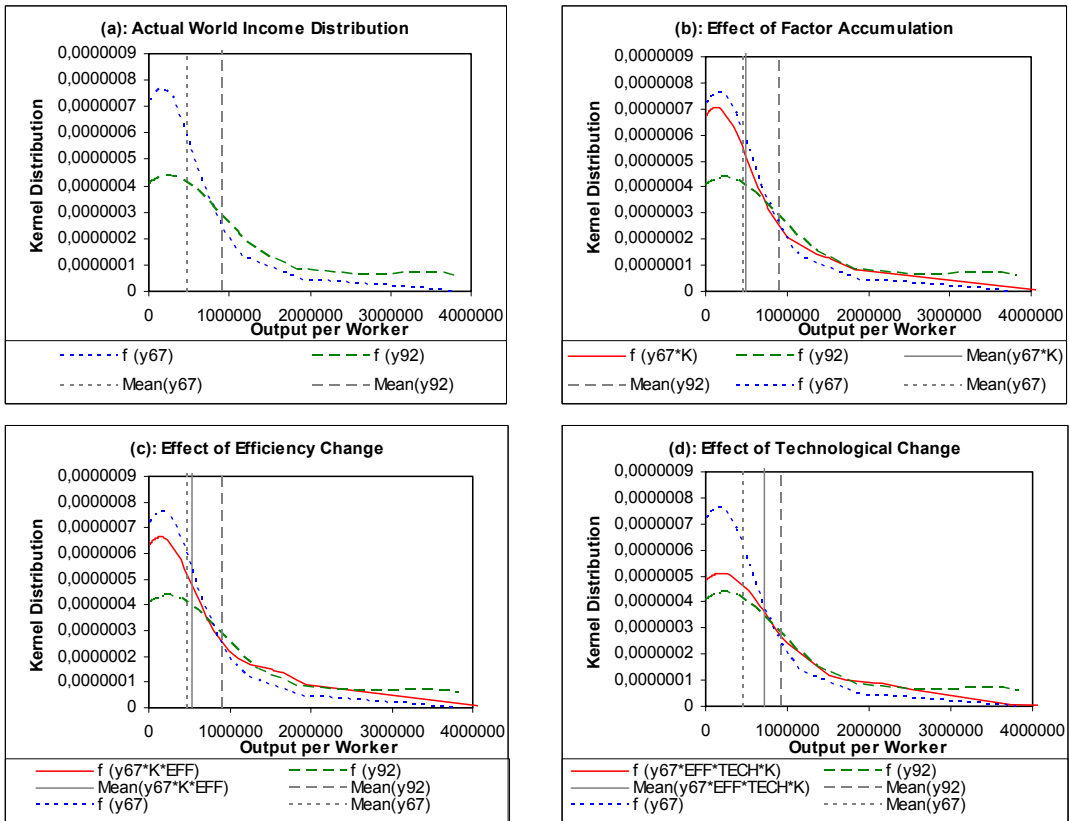 (a): Actual World Income Distribution
Kernel Distribution
0,0000009
0,0000008
0,0000007
0,0000006
0,0000005
0,0000004
0,0000003
0,0000002
0,0000001
0
0 1000000 2000000 3000000 4000000
Output per Worker
f (y67) f (y92)
Mean(y67) Mean(y92)
(b): Effect of Factor Accumulation
Kernel Distribution
0,0000009
0,0000008
0,0000007
0,0000006
0,0000005
0,0000004
0,0000003
0,0000002
0,0000001
0
0 1000000 2000000 3000000 4000000
Output per Worker
f (y67*K) f (y92) Mean(y67*K)
Mean(y92) f (y67) Mean(y67)
(c): Effect of Efficiency Change
Kernel Distribution
0,0000009
0,0000008
0,0000007
0,0000006
0,0000005
0,0000004
0,0000003
0,0000002
0,0000001
0
0 1000000 2000000 3000000 4000000
Output per Worker
f (y67*K*EFF) f (y92)
Mean(y67*K*EFF) Mean(y92)
f (y67) Mean(y67)
(d): Effect of Technological Change
Kernel Distribution
0,0000009
0,0000008
0,0000007
0,0000006
0,0000005
0,0000004
0,0000003
0,0000002
0,0000001
0
0 1000000 2000000 3000000 4000000
Output per Worker
f (y67*EFF*TECH*K) f (y92)
Mean(y67*EFF*TECH*K) Mean(y92)
f (y67) Mean(y67)